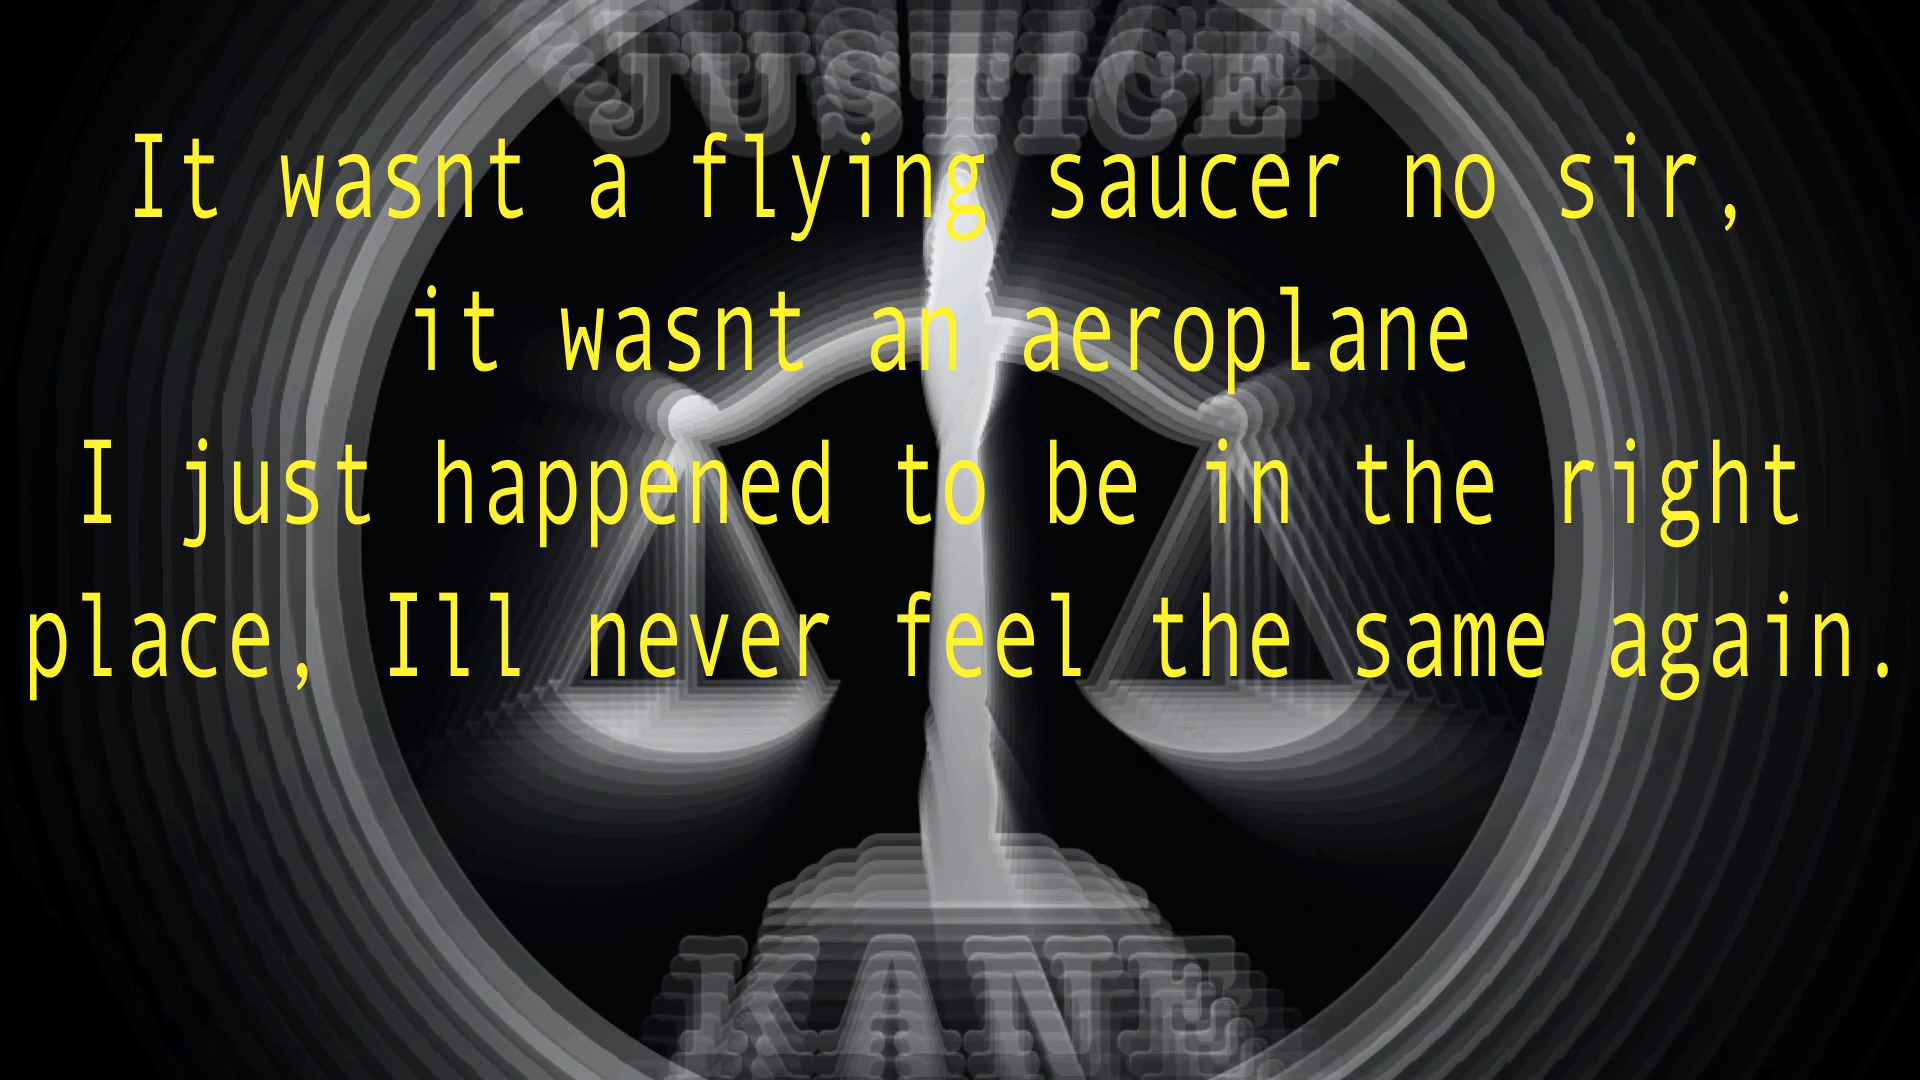 JUSTICE
It wasnt a flying saucer no sir,
it wasnt an aeroplane
I just happened to be in the right
place, Ill never feel the same again.
KANE